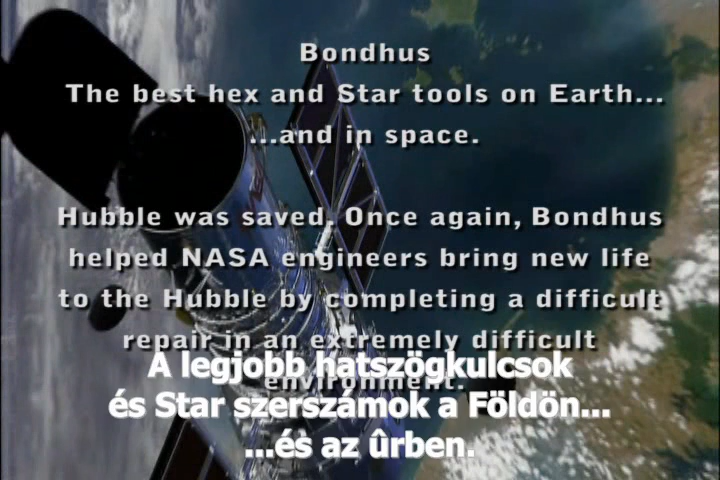 Bondhus
The best hex and Star tools on Earth...
...and in space.
Hubble was saved. Once again, Bondhus
helped NASA engineers bring new life
to the Hubble by completing a difficult
repair in an extremely difficult
environment.
A legjobb hatszögkulcsok
és Star szerszámok a Földön...
...és az ûrben.